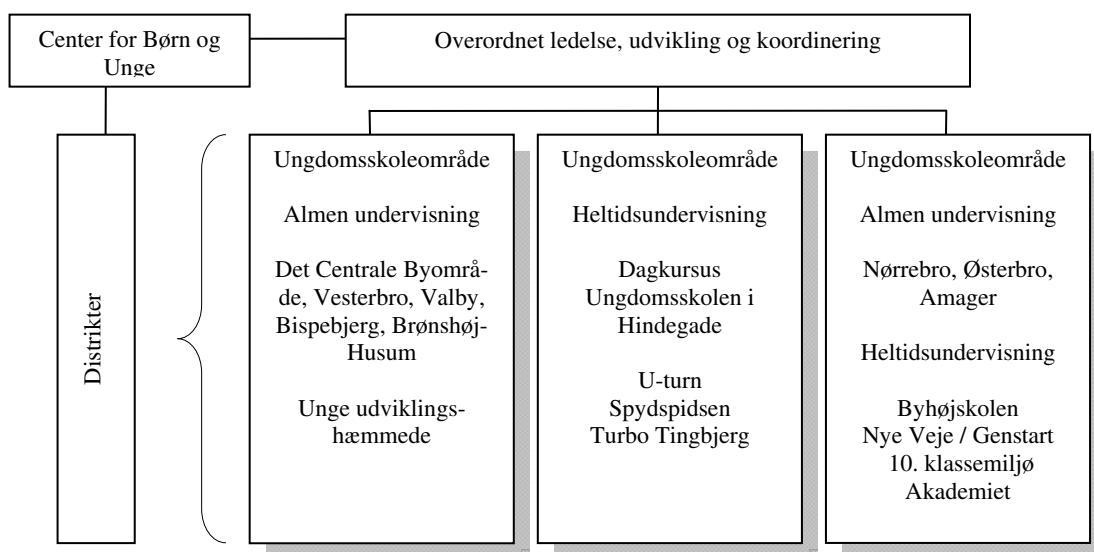 Center for Børn og
Unge
Overordnet ledelse, udvikling og koordinering
Distrikter
Ungdomsskoleområde
Almen undervisning
Det Centrale Byområ-
de, Vesterbro, Valby,
Bispebjerg, Brønshøj-
Husum
Unge udviklings-
hæmmede
Ungdomsskoleområde
Heltidsundervisning
Dagkursus
Ungdomsskolen i
Hindegade
U-turn
Spydspidsen
Turbo Tingbjerg
Ungdomsskoleområde
Almen undervisning
Nørrebro, Østerbro,
Amager
Heltidsundervisning
Byhøjskolen
Nye Veje / Genstart
10. klassemiljø
Akademiet